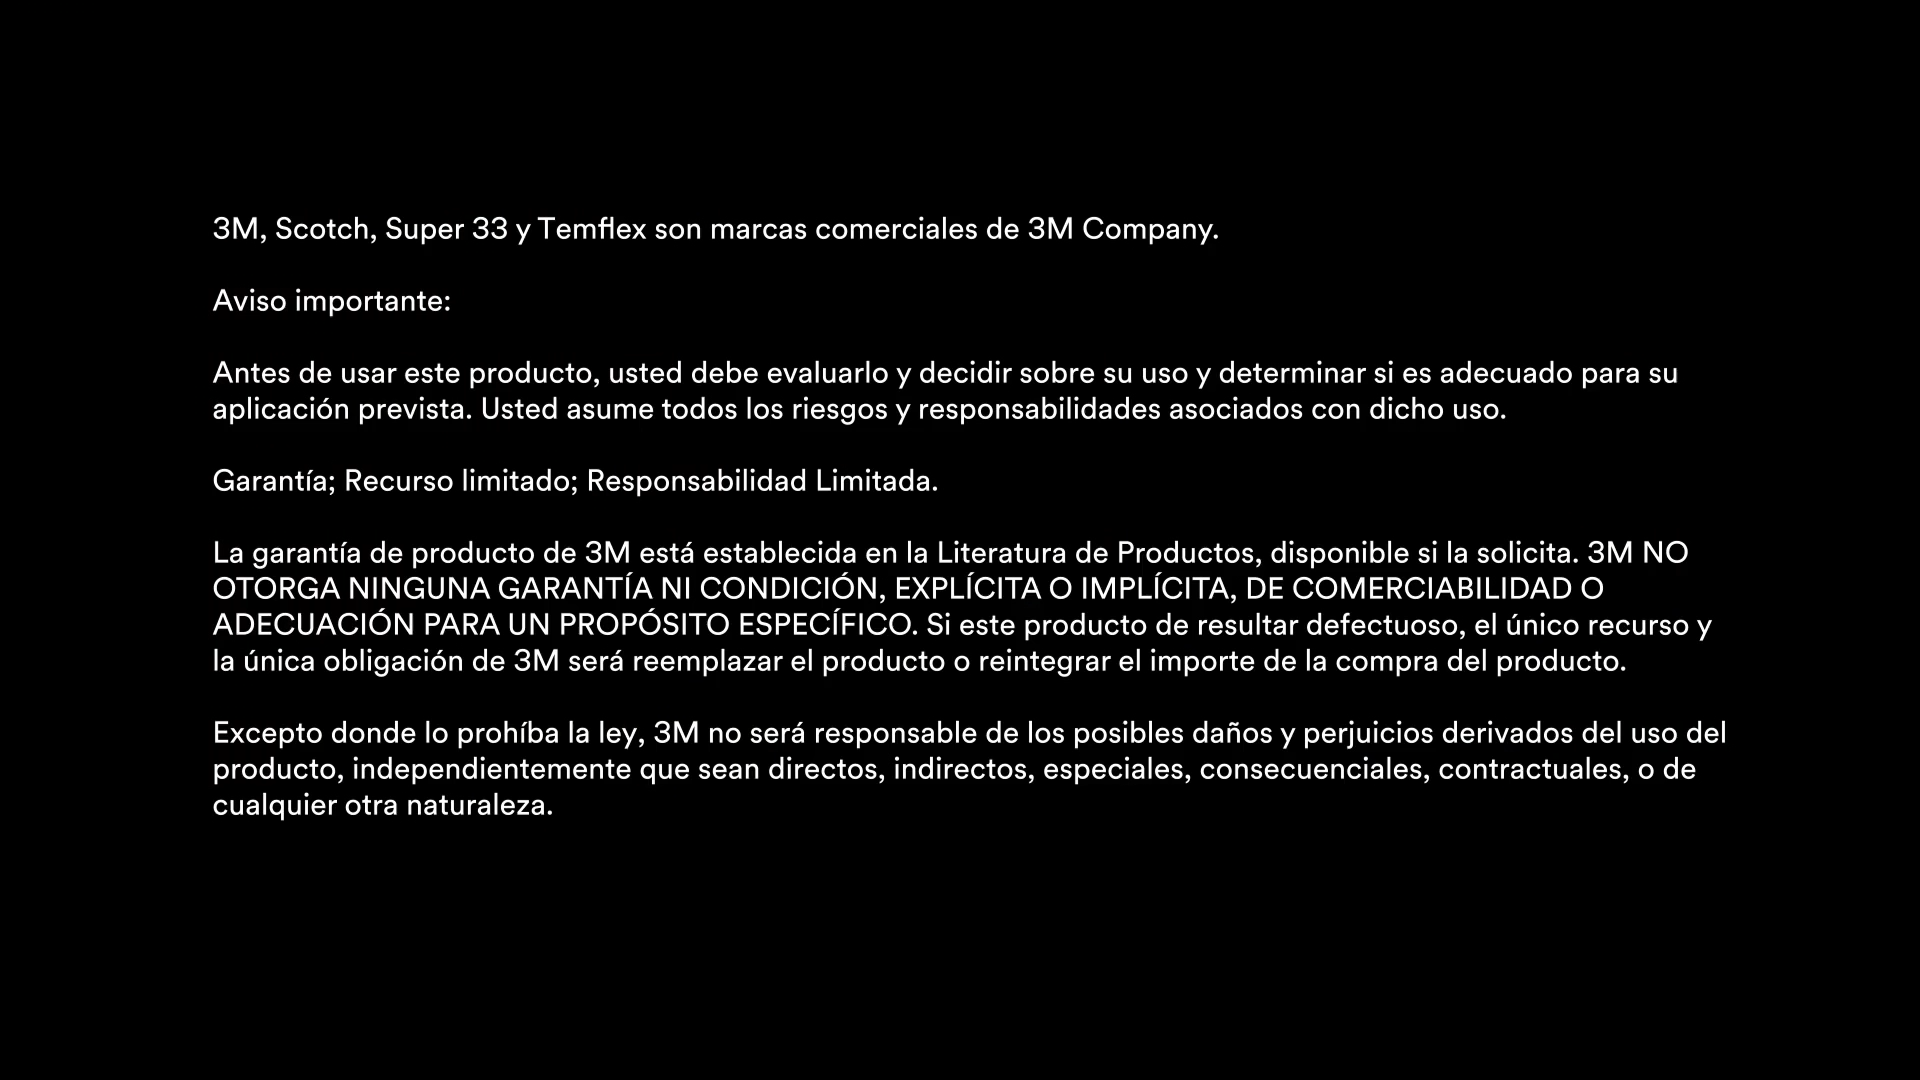 3M, Scotch, Super 33 y Temflex son marcas comerciales de 3M Company.
Aviso importante:
Antes de usar este producto, usted debe evaluarlo y decidir sobre su uso y determinar si es adecuado para su
aplicación prevista. Usted asume todos los riesgos y responsabilidades asociados con dicho uso.
Garantía; Recurso limitado; Responsabilidad Limitada.
La garantía de producto de 3M está establecida en la Literatura de Productos, disponible si la solicita. 3M NO
OTORGA NINGUNA GARANTÍA NI CONDICIÓN, EXPLÍCITA O IMPLÍCITA, DE COMERCIABILIDAD O
ADECUACIÓN PARA UN PROPÓSITO ESPECÍFICO. Si este producto de resultar defectuoso, el único recurso y
la única obligación de 3M será reemplazar el producto o reintegrar el importe de la compra del producto.
Excepto donde lo prohíba la ley, 3M no será responsable de los posibles daños y perjuicios derivados del uso del
producto, independientemente que sean directos, indirectos, especiales, consecuenciales, contractuales, o de
cualquier otra naturaleza.